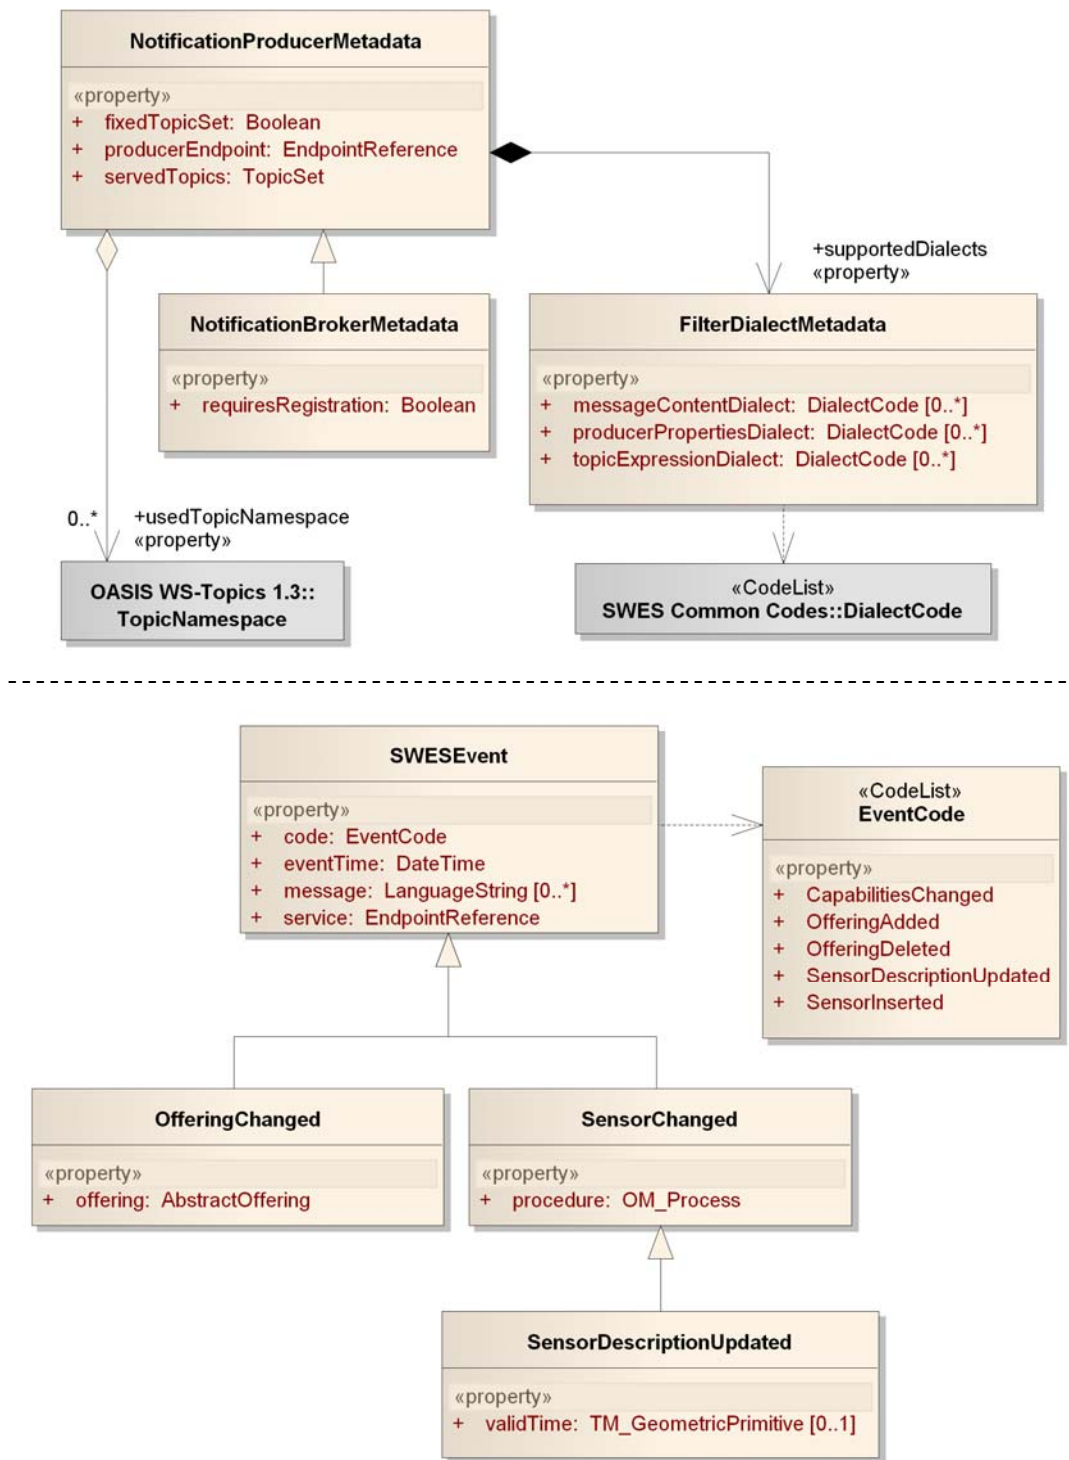 NotificationProducerMetadata
«property»
+ fixedTopicSet: Boolean
+ producerEndpoint: EndpointReference
+ servedTopics: TopicSet
+supportedDialects
«property»
NotificationBrokerMetadata
«property»
+ requiresRegistration: Boolean
FilterDialectMetadata
«property»
+ messageContentDialect: DialectCode [0..*]
+ producerPropertiesDialect: DialectCode [0..*]
+ topicExpressionDialect: DialectCode [0..*]
0..* +usedTopicNamespace
«property»
OASIS WS-Topics 1.3::
TopicNamespace
«CodeList»
SWES Common Codes::DialectCode
SWESEvent
«property»
+ code: EventCode
+ eventTime: DateTime
+ message: LanguageString [0..*]
+ service: EndpointReference
«CodeList»
EventCode
«property»
+ CapabilitiesChanged
+ OfferingAdded
+ OfferingDeleted
+ SensorDescriptionUpdated
+ SensorInserted
OfferingChanged
«property»
+ offering: AbstractOffering
SensorChanged
«property»
+ procedure: OM_Process
SensorDescriptionUpdated
«property»
+ validTime: TM_GeometricPrimitive [0..1]